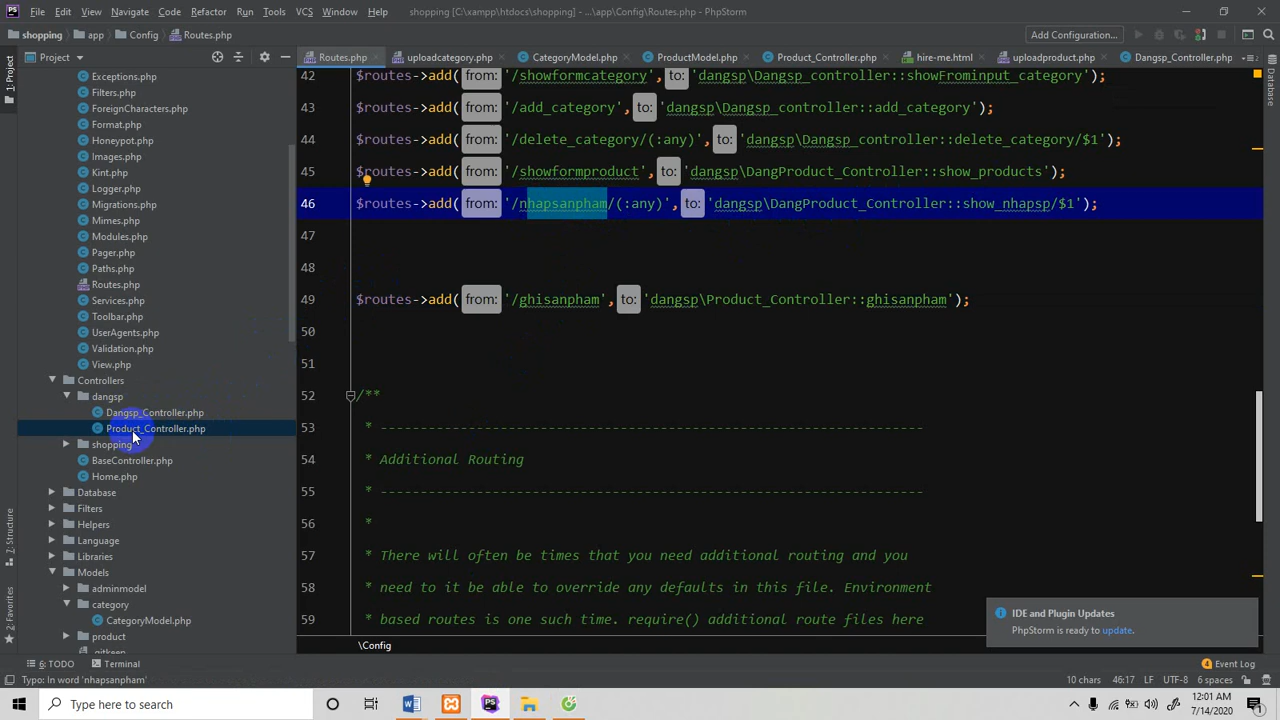 PS File Edit View Navigate Code Refactor Run Tools VCS Window Help shopping [C:\xampp\htdocs\shopping] - ...\app\Config\Routes.php - PhpStorm
shopping app Config Routes.php Add Configuration...
Project
Routes.php uploadcategory.php CategoryModel.php ProductModel.php Product_Controller.php hire-me.html uploadproduct.php Dangsp_Controller.php
1: Project
Database
Exceptions.php
Filters.php
ForeignCharacters.php
Format.php
Honeypot.php
Images.php
Kint.php
Logger.php
Migrations.php
Mimes.php
Modules.php
Pager.php
Paths.php
Routes.php
Services.php
Toolbar.php
UserAgents.php
Validation.php
View.php
Controllers
dangsp
Dangsp_Controller.php
Product_Controller.php
shopping
BaseController.php
Home.php
Database
Filters
Helpers
Language
Libraries
Models
adminmodel
category
CategoryModel.php
product
.gitkeep
7: Structure
2: Favorites
42 $routes->add( from: '/showformcategory', to: 'dangsp\Dangsp_controller::showFrominput_category');
43 $routes->add( from: '/add_category', to: 'dangsp\Dangsp_controller::add_category');
44 $routes->add( from: '/delete_category/(:any)', to: 'dangsp\Dangsp_controller::delete_category/$1');
45 $routes->add( from: '/showformproduct', to: 'dangsp\DangProduct_Controller::show_products');
46 $routes->add( from: '/nhapsanpham/(:any)', to: 'dangsp\DangProduct_Controller::show_nhapsp/$1');
47
48
49 $routes->add( from: '/ghisanpham', to: 'dangsp\Product_Controller::ghisanpham');
50
51
52 /**
53 * --------------------------------------------------------------------
54 * Additional Routing
55 * --------------------------------------------------------------------
56 *
57 * There will often be times that you need additional routing and you
58 * need to it be able to override any defaults in this file. Environment
59 * based routes is one such time. require() additional route files here
\Config
IDE and Plugin Updates
PhpStorm is ready to update.
6: TODO Terminal 4 Event Log
Typo: In word 'nhapsanpham' 10 chars 46:17 LF UTF-8 6 spaces
Type here to search
12:01 AM
7/14/2020
1